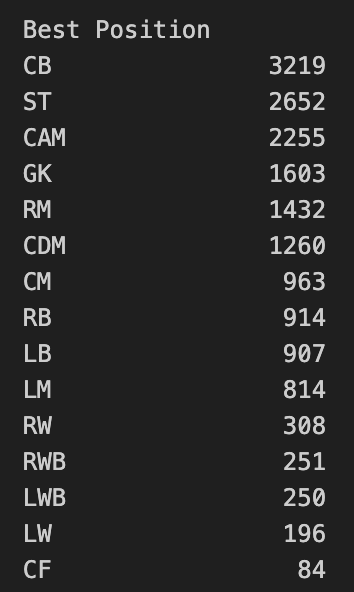 Best Position
CB 3219
ST 2652
CAM 2255
GK 1603
RM 1432
CDM 1260
CM 963
RB 914
LB 907
LM 814
RW 308
RWB 251
LWB 250
LW 196
CF 84